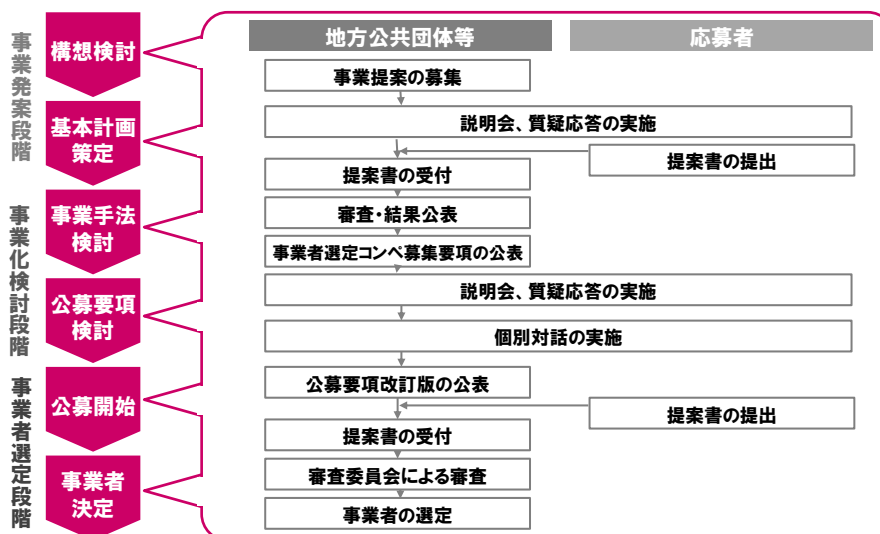 事業発案段階
事業化検討段階
事業者選定段階
構想検討
基本計画
策定
事業手法
検討
公募要項
検討
公募開始
事業者
決定
地方公共団体等
応募者
事業提案の募集
説明会、質疑応答の実施
提案書の提出
提案書の受付
審査・結果公表
事業者選定コンペ募集要項の公表
説明会、質疑応答の実施
個別対話の実施
公募要項改訂版の公表
提案書の提出
提案書の受付
審査委員会による審査
事業者の選定